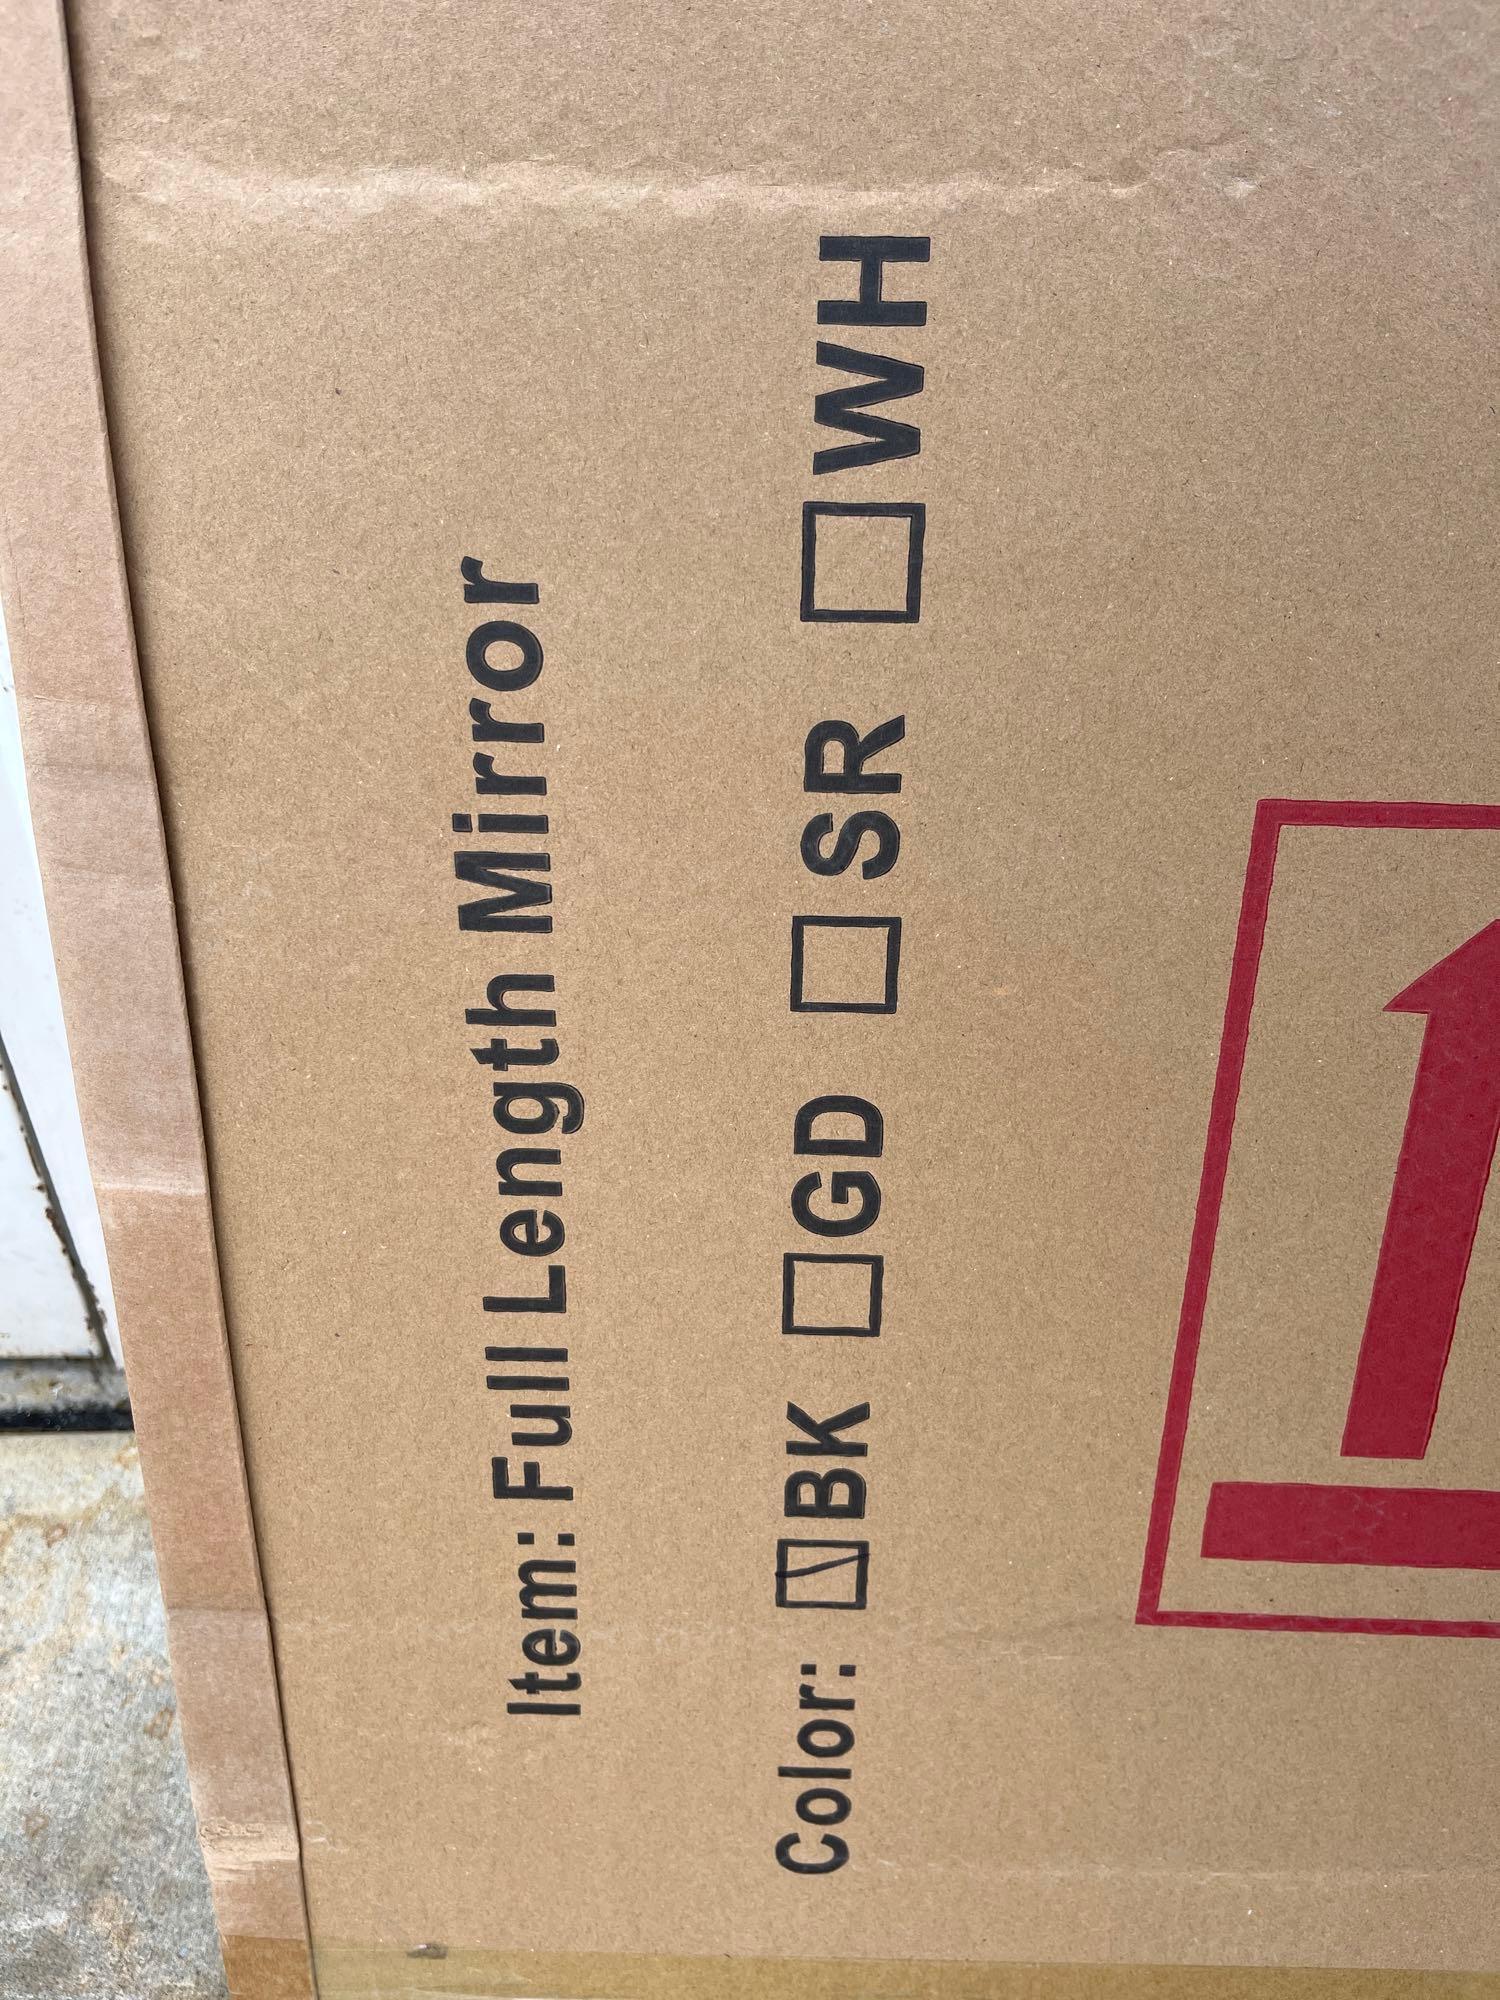 Item: Full Length Mirror
Color: ☑BK ☐GD ☐SR ☐WH